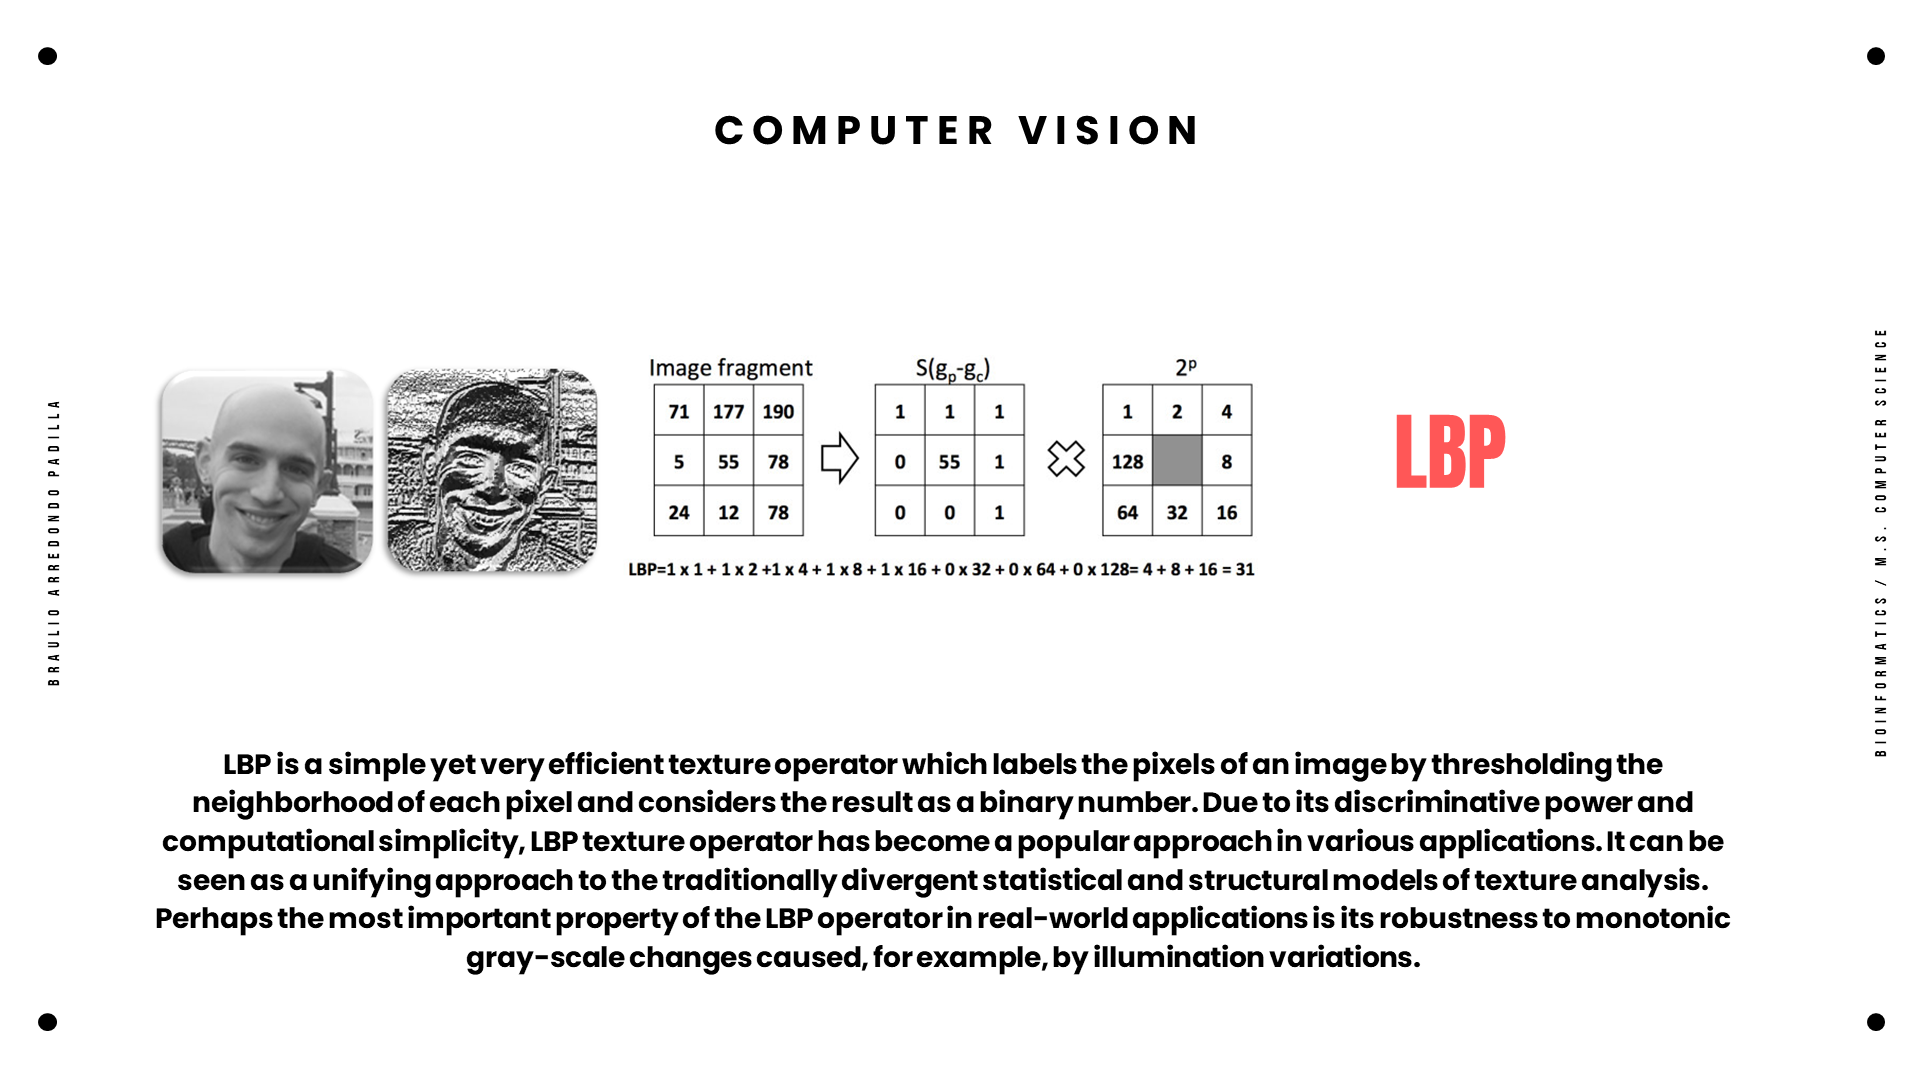 COMPUTER VISION
BRAULIO ARREDONDO PADILLA
BIOINFORMATICS / M.S. COMPUTER SCIENCE
Image fragment
71 177 190
5 55 78
24 12 78
S(gp-gc)
1 1 1
0 55 1
0 0 1
2p
1 2 4
128 8
64 32 16
LBP=1 x 1 + 1 x 2 +1 x 4 + 1 x 8 + 1 x 16 + 0 x 32 + 0 x 64 + 0 x 128= 4 + 8 + 16 = 31
LBP
LBP is a simple yet very efficient texture operator which labels the pixels of an image by thresholding the
neighborhood of each pixel and considers the result as a binary number. Due to its discriminative power and
computational simplicity, LBP texture operator has become a popular approach in various applications. It can be
seen as a unifying approach to the traditionally divergent statistical and structural models of texture analysis.
Perhaps the most important property of the LBP operator in real-world applications is its robustness to monotonic
gray-scale changes caused, for example, by illumination variations.